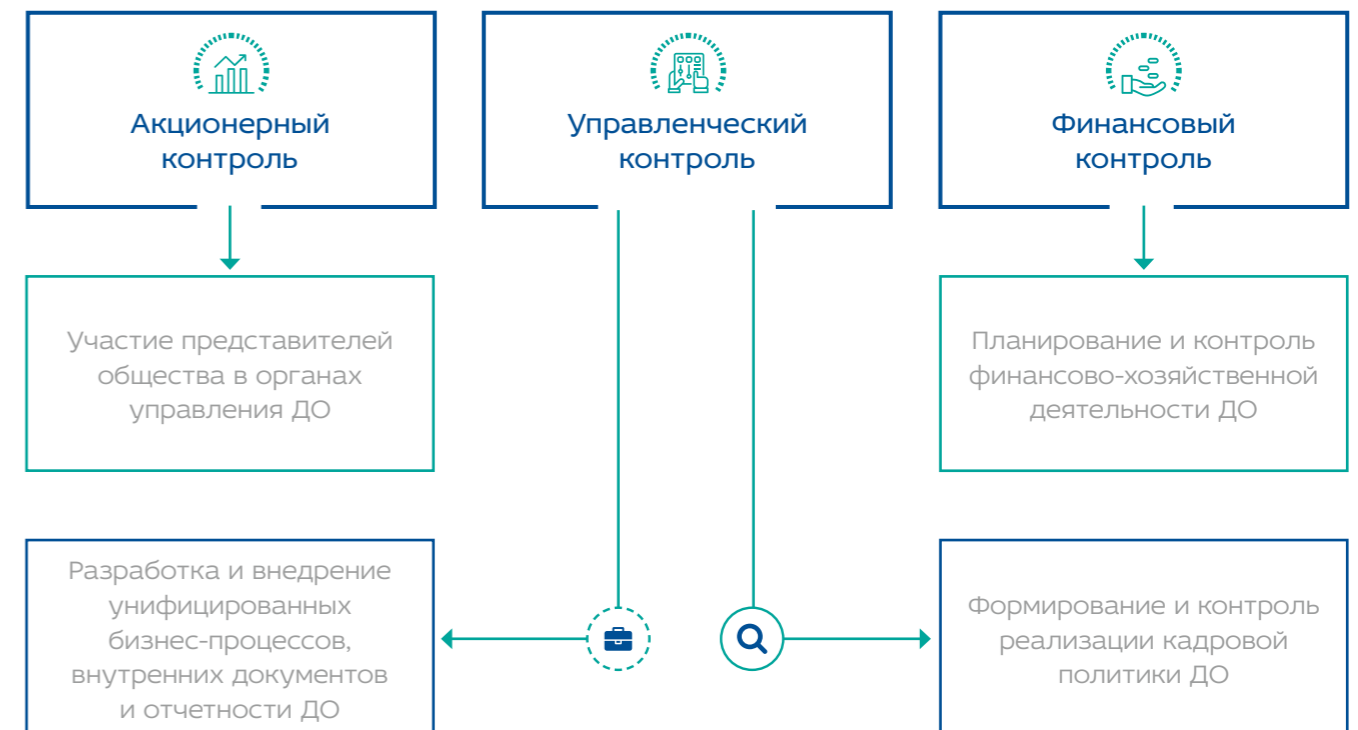 Акционерный
контроль
Управленческий
контроль
Финансовый
контроль
Участие представителей
общества в органах
управления ДО
Планирование и контроль
финансово-хозяйственной
деятельности ДО
Разработка и внедрение
унифицированных
бизнес-процессов,
внутренних документов
и отчетности ДО
Формирование и контроль
реализации кадровой
политики ДО